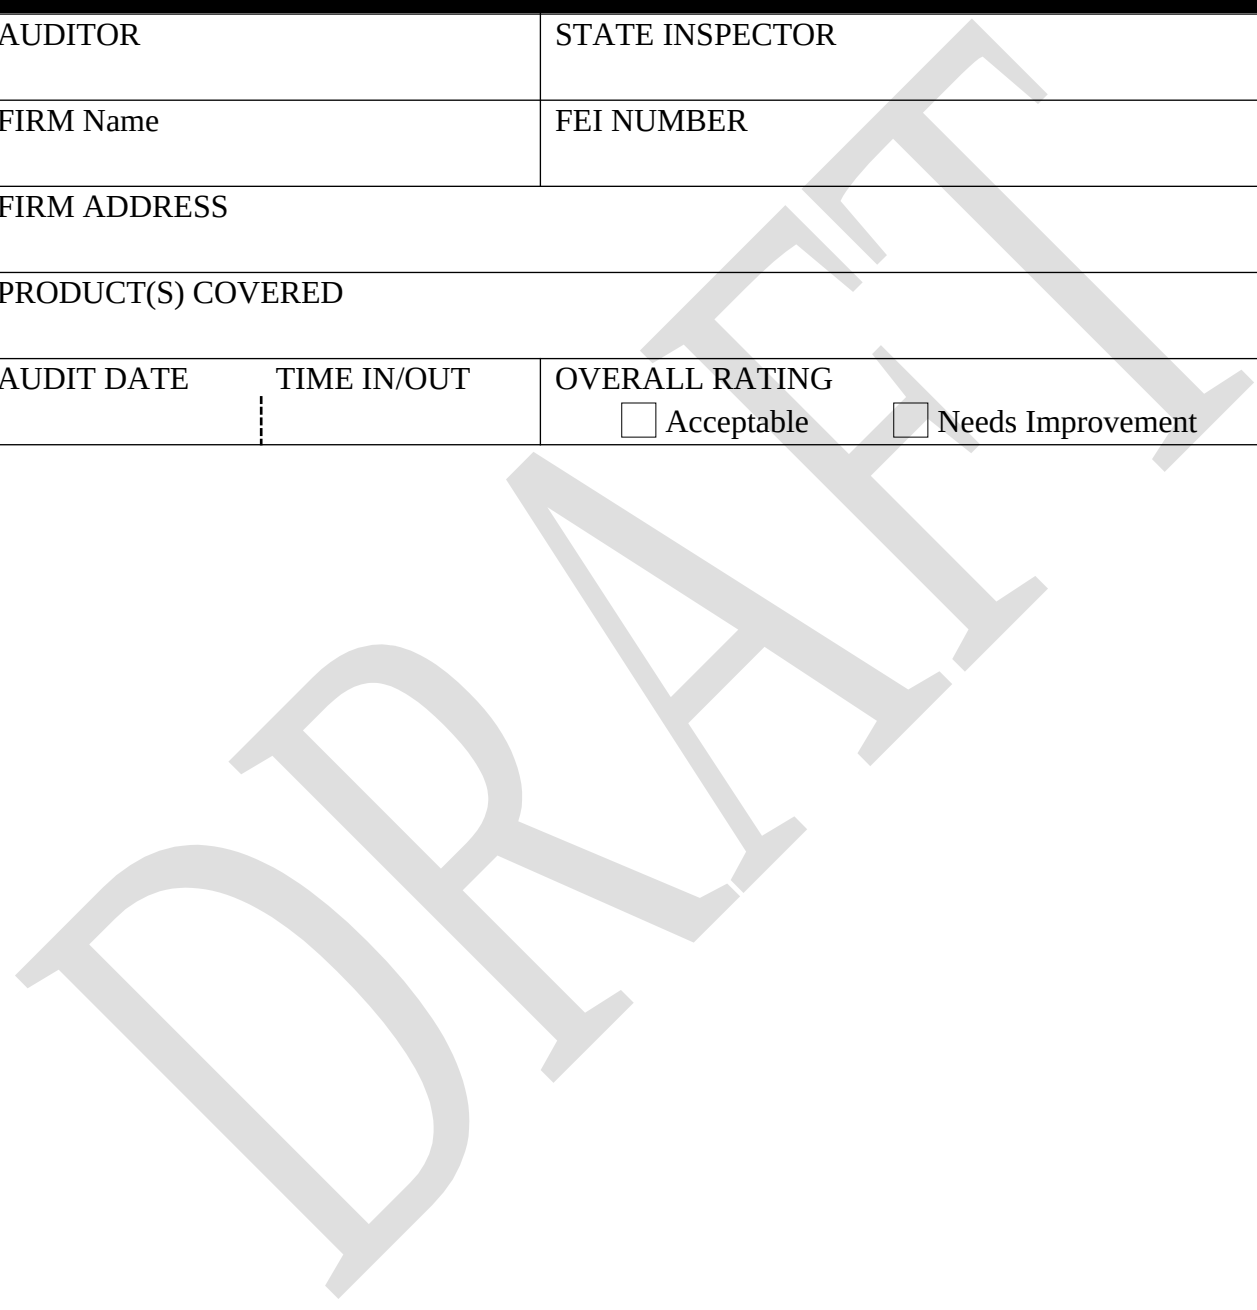 AUDITOR STATE INSPECTOR
FIRM Name FEI NUMBER
FIRM ADDRESS
PRODUCT(S) COVERED
AUDIT DATE TIME IN/OUT OVERALL RATING
Acceptable Needs Improvement
DRAFT